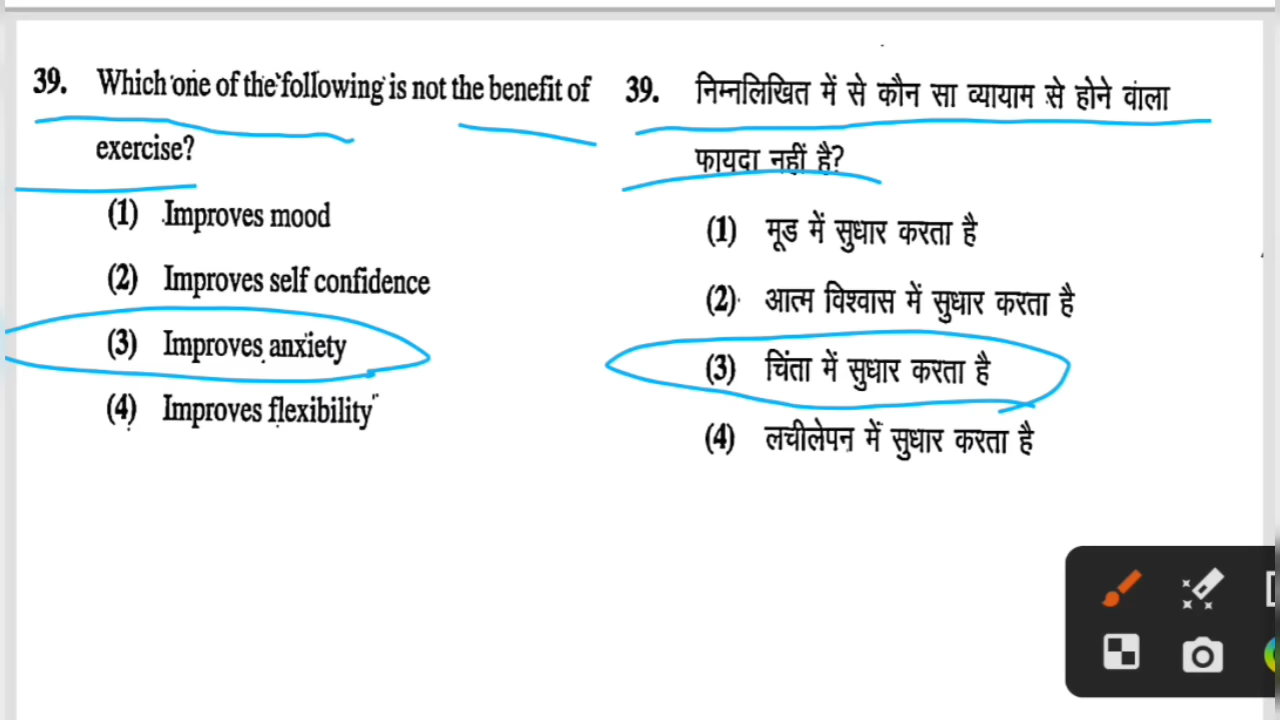 39. Which one of the following is not the benefit of
exercise?
(1) Improves mood
(2) Improves self confidence
(3) Improves anxiety
(4) Improves flexibility
39. निम्नलिखित में से कौन सा व्यायाम से होने वाला
फायदा नहीं है?
(1) मूड में सुधार करता है
(2) आत्म विश्वास में सुधार करता है
(3) चिंता में सुधार करता है
(4) लचीलेपन में सुधार करता है